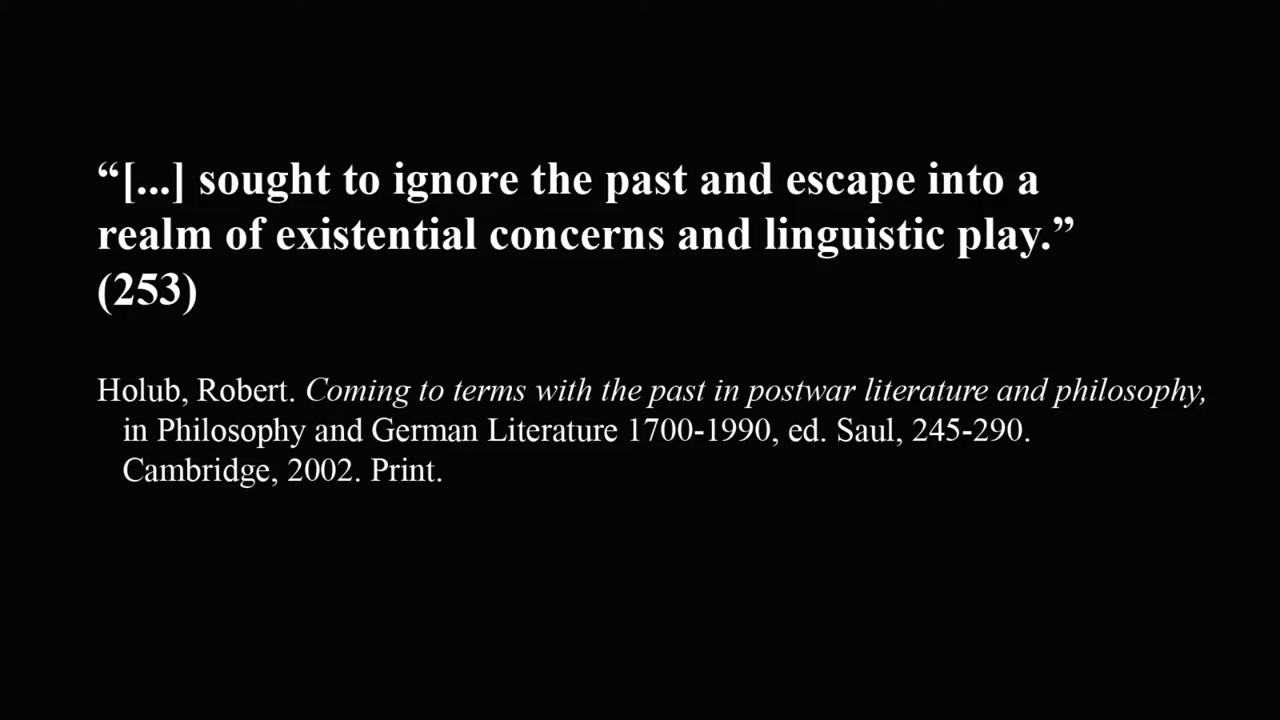 “[...] sought to ignore the past and escape into a
realm of existential concerns and linguistic play.”
(253)
Holub, Robert. Coming to terms with the past in postwar literature and philosophy,
in Philosophy and German Literature 1700-1990, ed. Saul, 245-290.
Cambridge, 2002. Print.